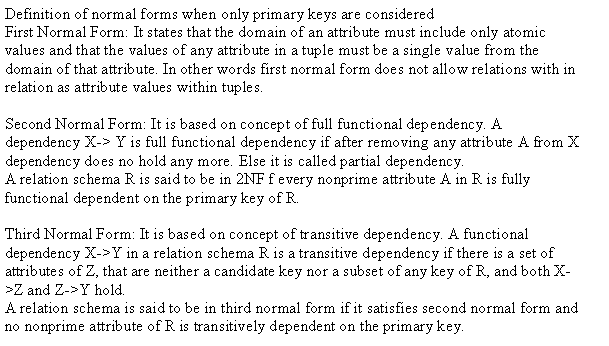 Definition of normal forms when only primary keys are considered
First Normal Form: It states that the domain of an attribute must include only atomic
values and that the values of any attribute in a tuple must be a single value from the
domain of that attribute. In other words first normal form does not allow relations with in
relation as attribute values within tuples.
Second Normal Form: It is based on concept of full functional dependency. A
dependency X-> Y is full functional dependency if after removing any attribute A from X
dependency does no hold any more. Else it is called partial dependency.
A relation schema R is said to be in 2NF f every nonprime attribute A in R is fully
functional dependent on the primary key of R.
Third Normal Form: It is based on concept of transitive dependency. A functional
dependency X->Y in a relation schema R is a transitive dependency if there is a set of
attributes of Z, that are neither a candidate key nor a subset of any key of R, and both X-
>Z and Z->Y hold.
A relation schema is said to be in third normal form if it satisfies second normal form and
no nonprime attribute of R is transitively dependent on the primary key.